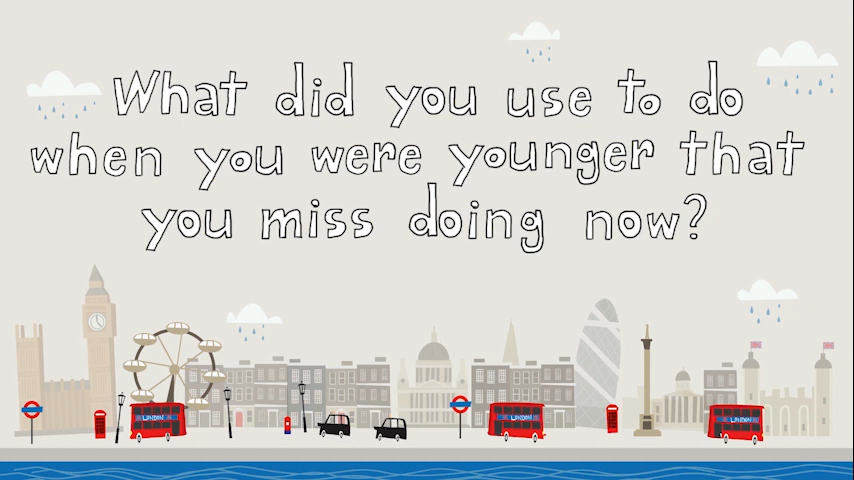 What did you use to do
when you were younger that
you miss doing now?
LONDON
LONDON
LONDON